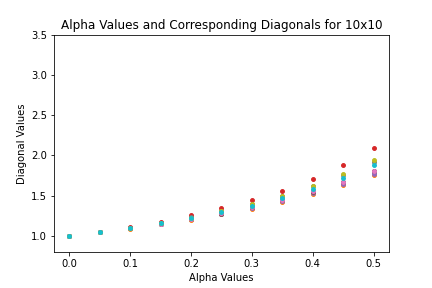 Alpha Values and Corresponding Diagonals for 10x10
3.5
3.0
2.5
2.0
1.5
1.0
Diagonal Values
0.0 0.1 0.2 0.3 0.4 0.5
Alpha Values